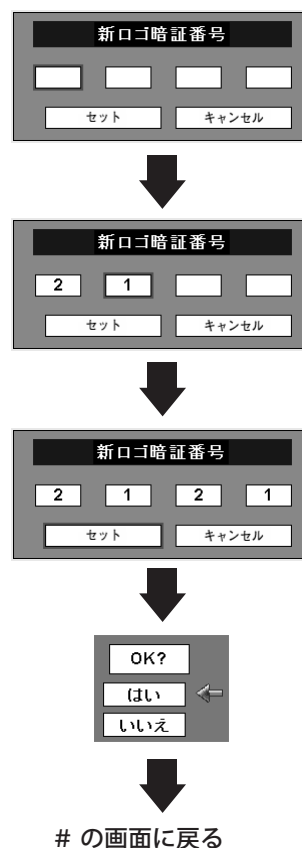 新ロゴ暗証番号
セット キャンセル
新ロゴ暗証番号
2 1
セット キャンセル
新ロゴ暗証番号
2 1 2 1
セット キャンセル
OK?
はい
いいえ
# の画面に戻る